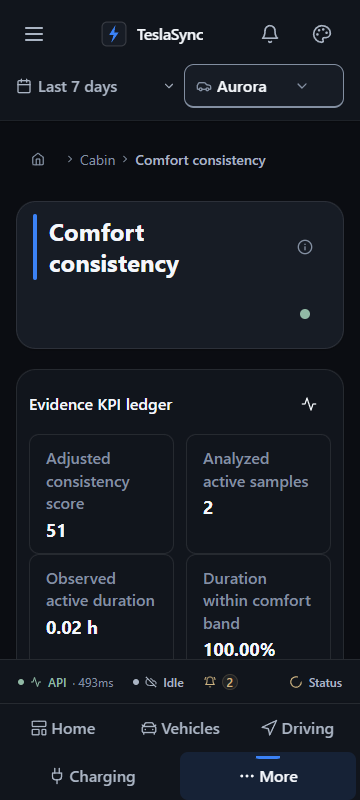 TeslaSync
Last 7 days
Aurora
Cabin
Comfort consistency
Comfort
consistency
Evidence KPI ledger
Adjusted
consistency
score
51
Analyzed
active samples
2
Observed
active duration
0.02 h
Duration
within comfort
band
100.00%
API · 493ms
Idle
2
Status
Home
Vehicles
Driving
Charging
More